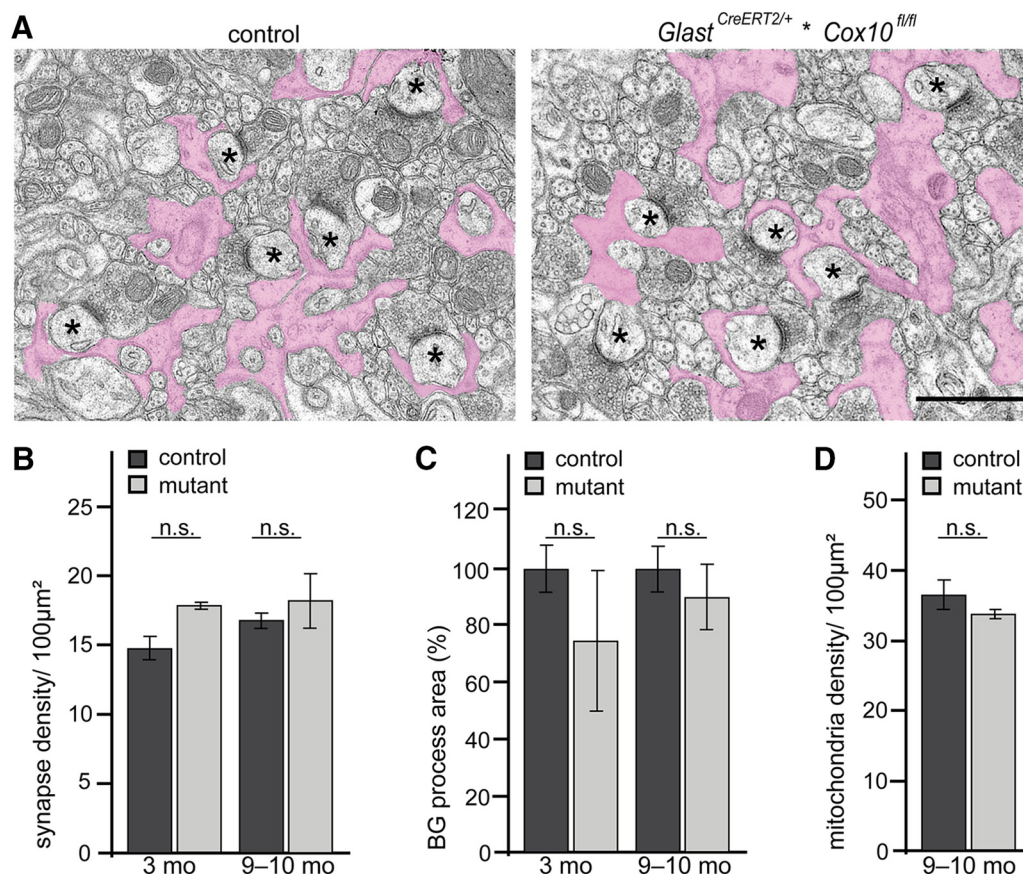 A
control
Glast CreERT2/+ * Cox10 fl/fl
* * * * * *
* * * * * *
B
control
mutant
n.s. n.s.
25
20
15
10
5
0
synapse density/ 100µm²
3 mo 9–10 mo
C
control
mutant
n.s. n.s.
120
100
80
60
40
20
0
BG process area (%)
3 mo 9–10 mo
D
control
mutant
n.s.
50
40
30
20
10
0
mitochondria density/ 100µm²
9–10 mo